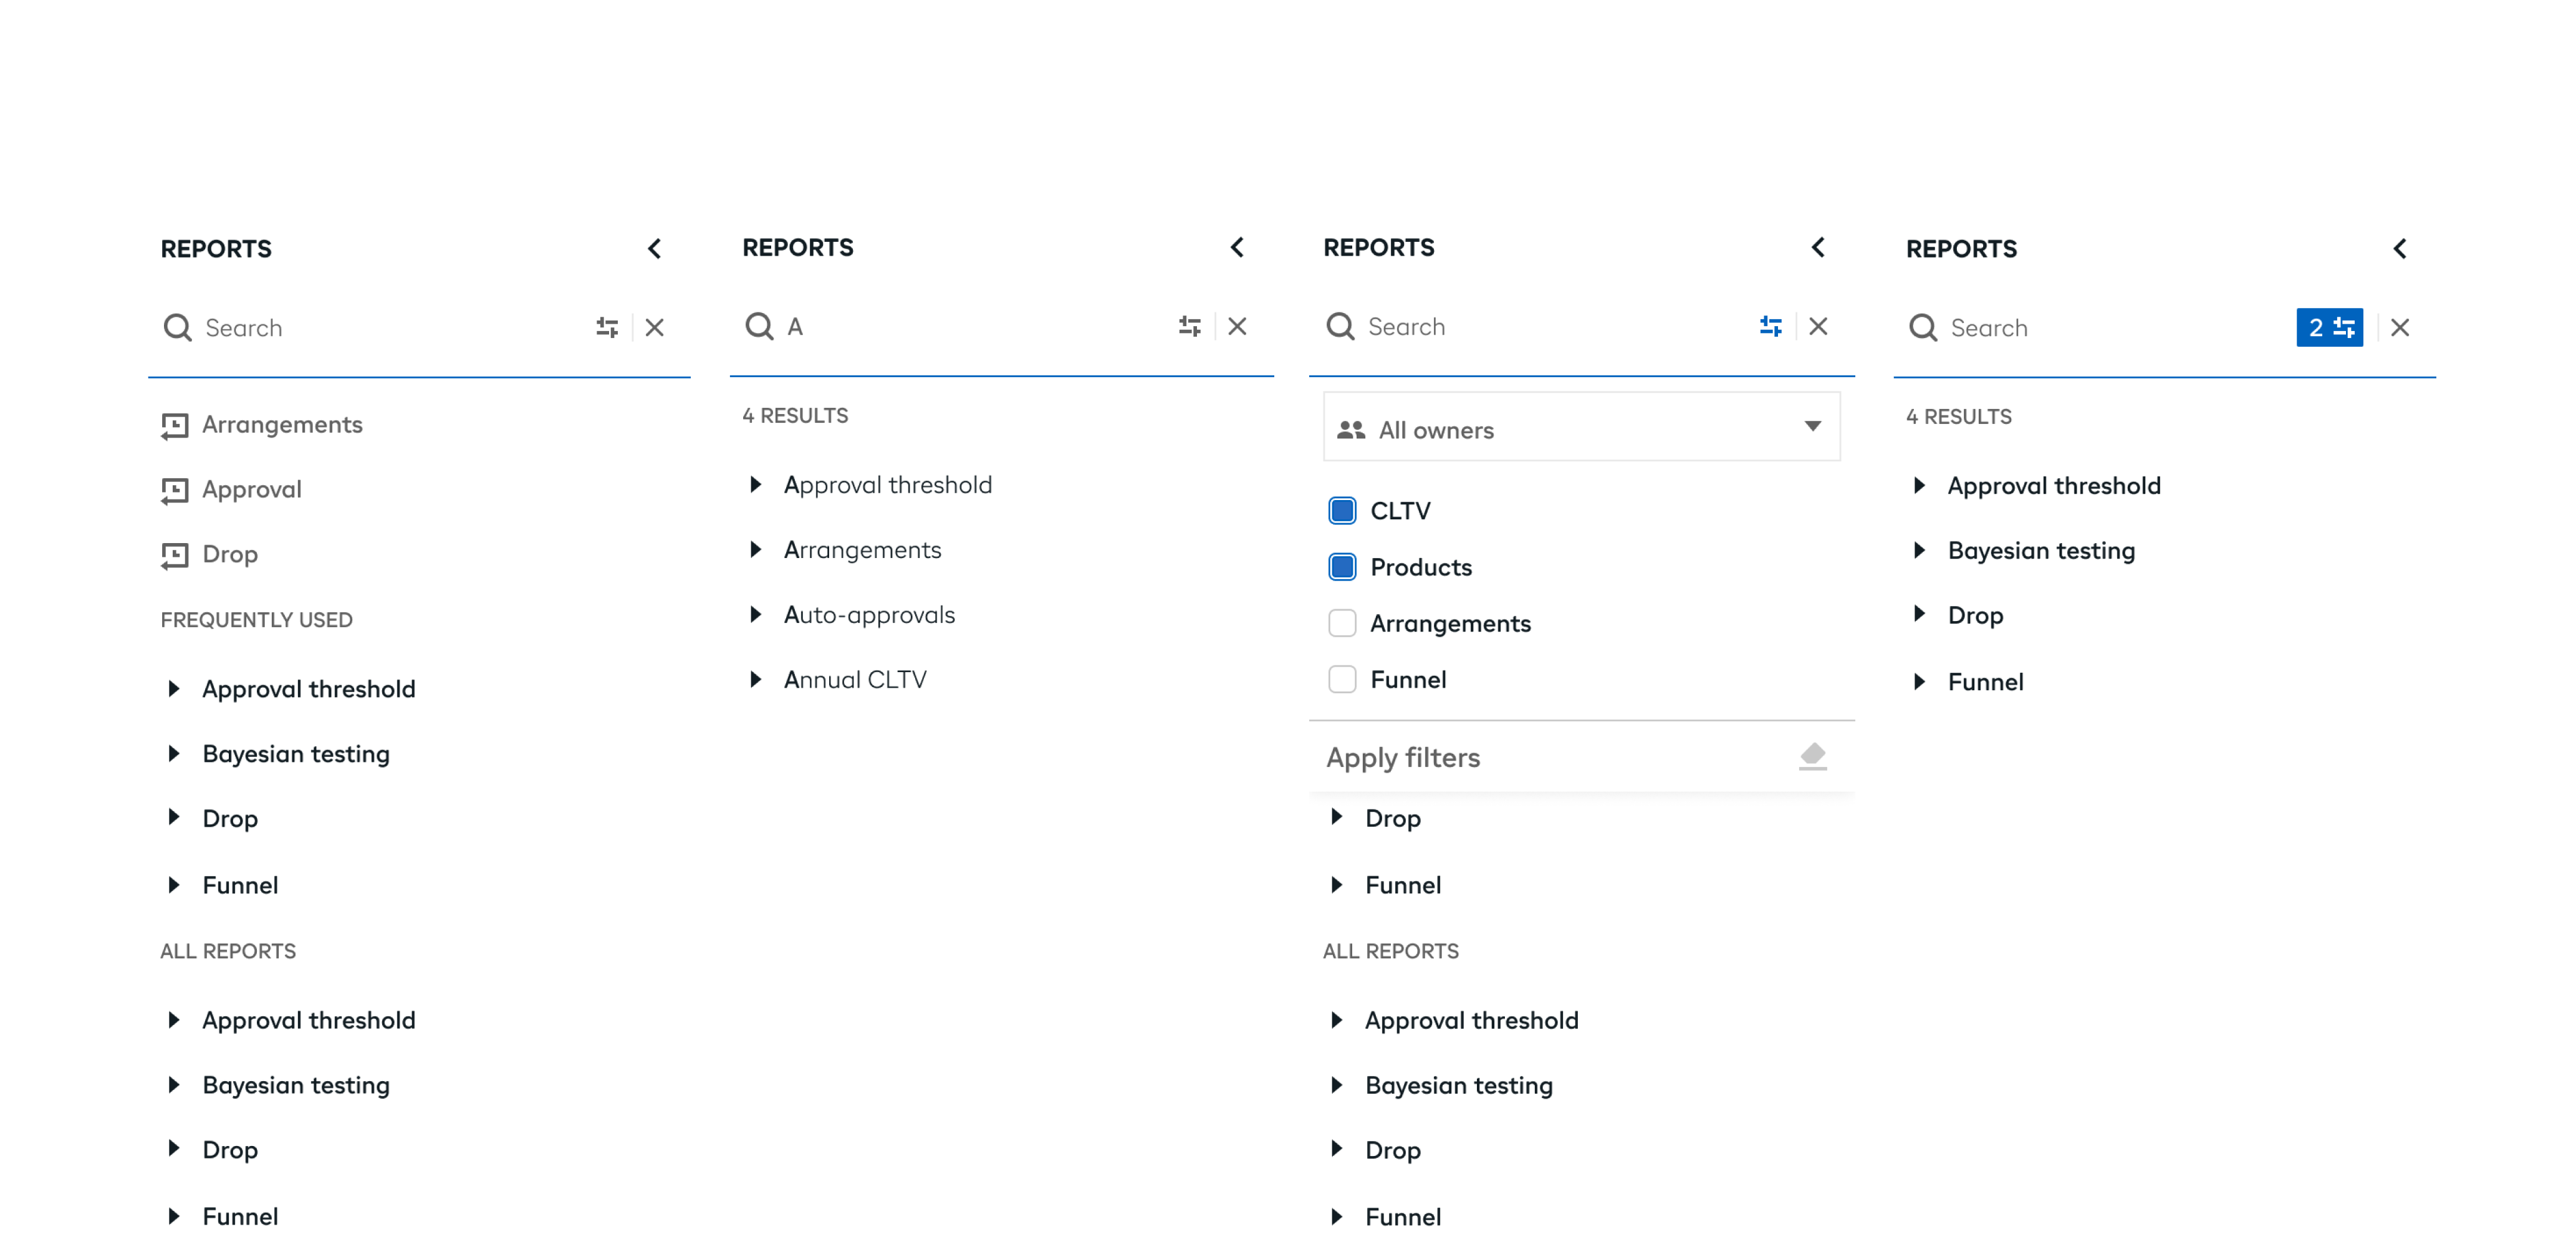 REPORTS
Search
Arrangements
Approval
Drop
FREQUENTLY USED
Approval threshold
Bayesian testing
Drop
Funnel
ALL REPORTS
Approval threshold
Bayesian testing
Drop
Funnel
REPORTS
A
4 RESULTS
Approval threshold
Arrangements
Auto-approvals
Annual CLTV
REPORTS
Search
All owners
CLTV
Products
Arrangements
Funnel
Apply filters
Drop
Funnel
ALL REPORTS
Approval threshold
Bayesian testing
Drop
Funnel
REPORTS
Search
2
4 RESULTS
Approval threshold
Bayesian testing
Drop
Funnel